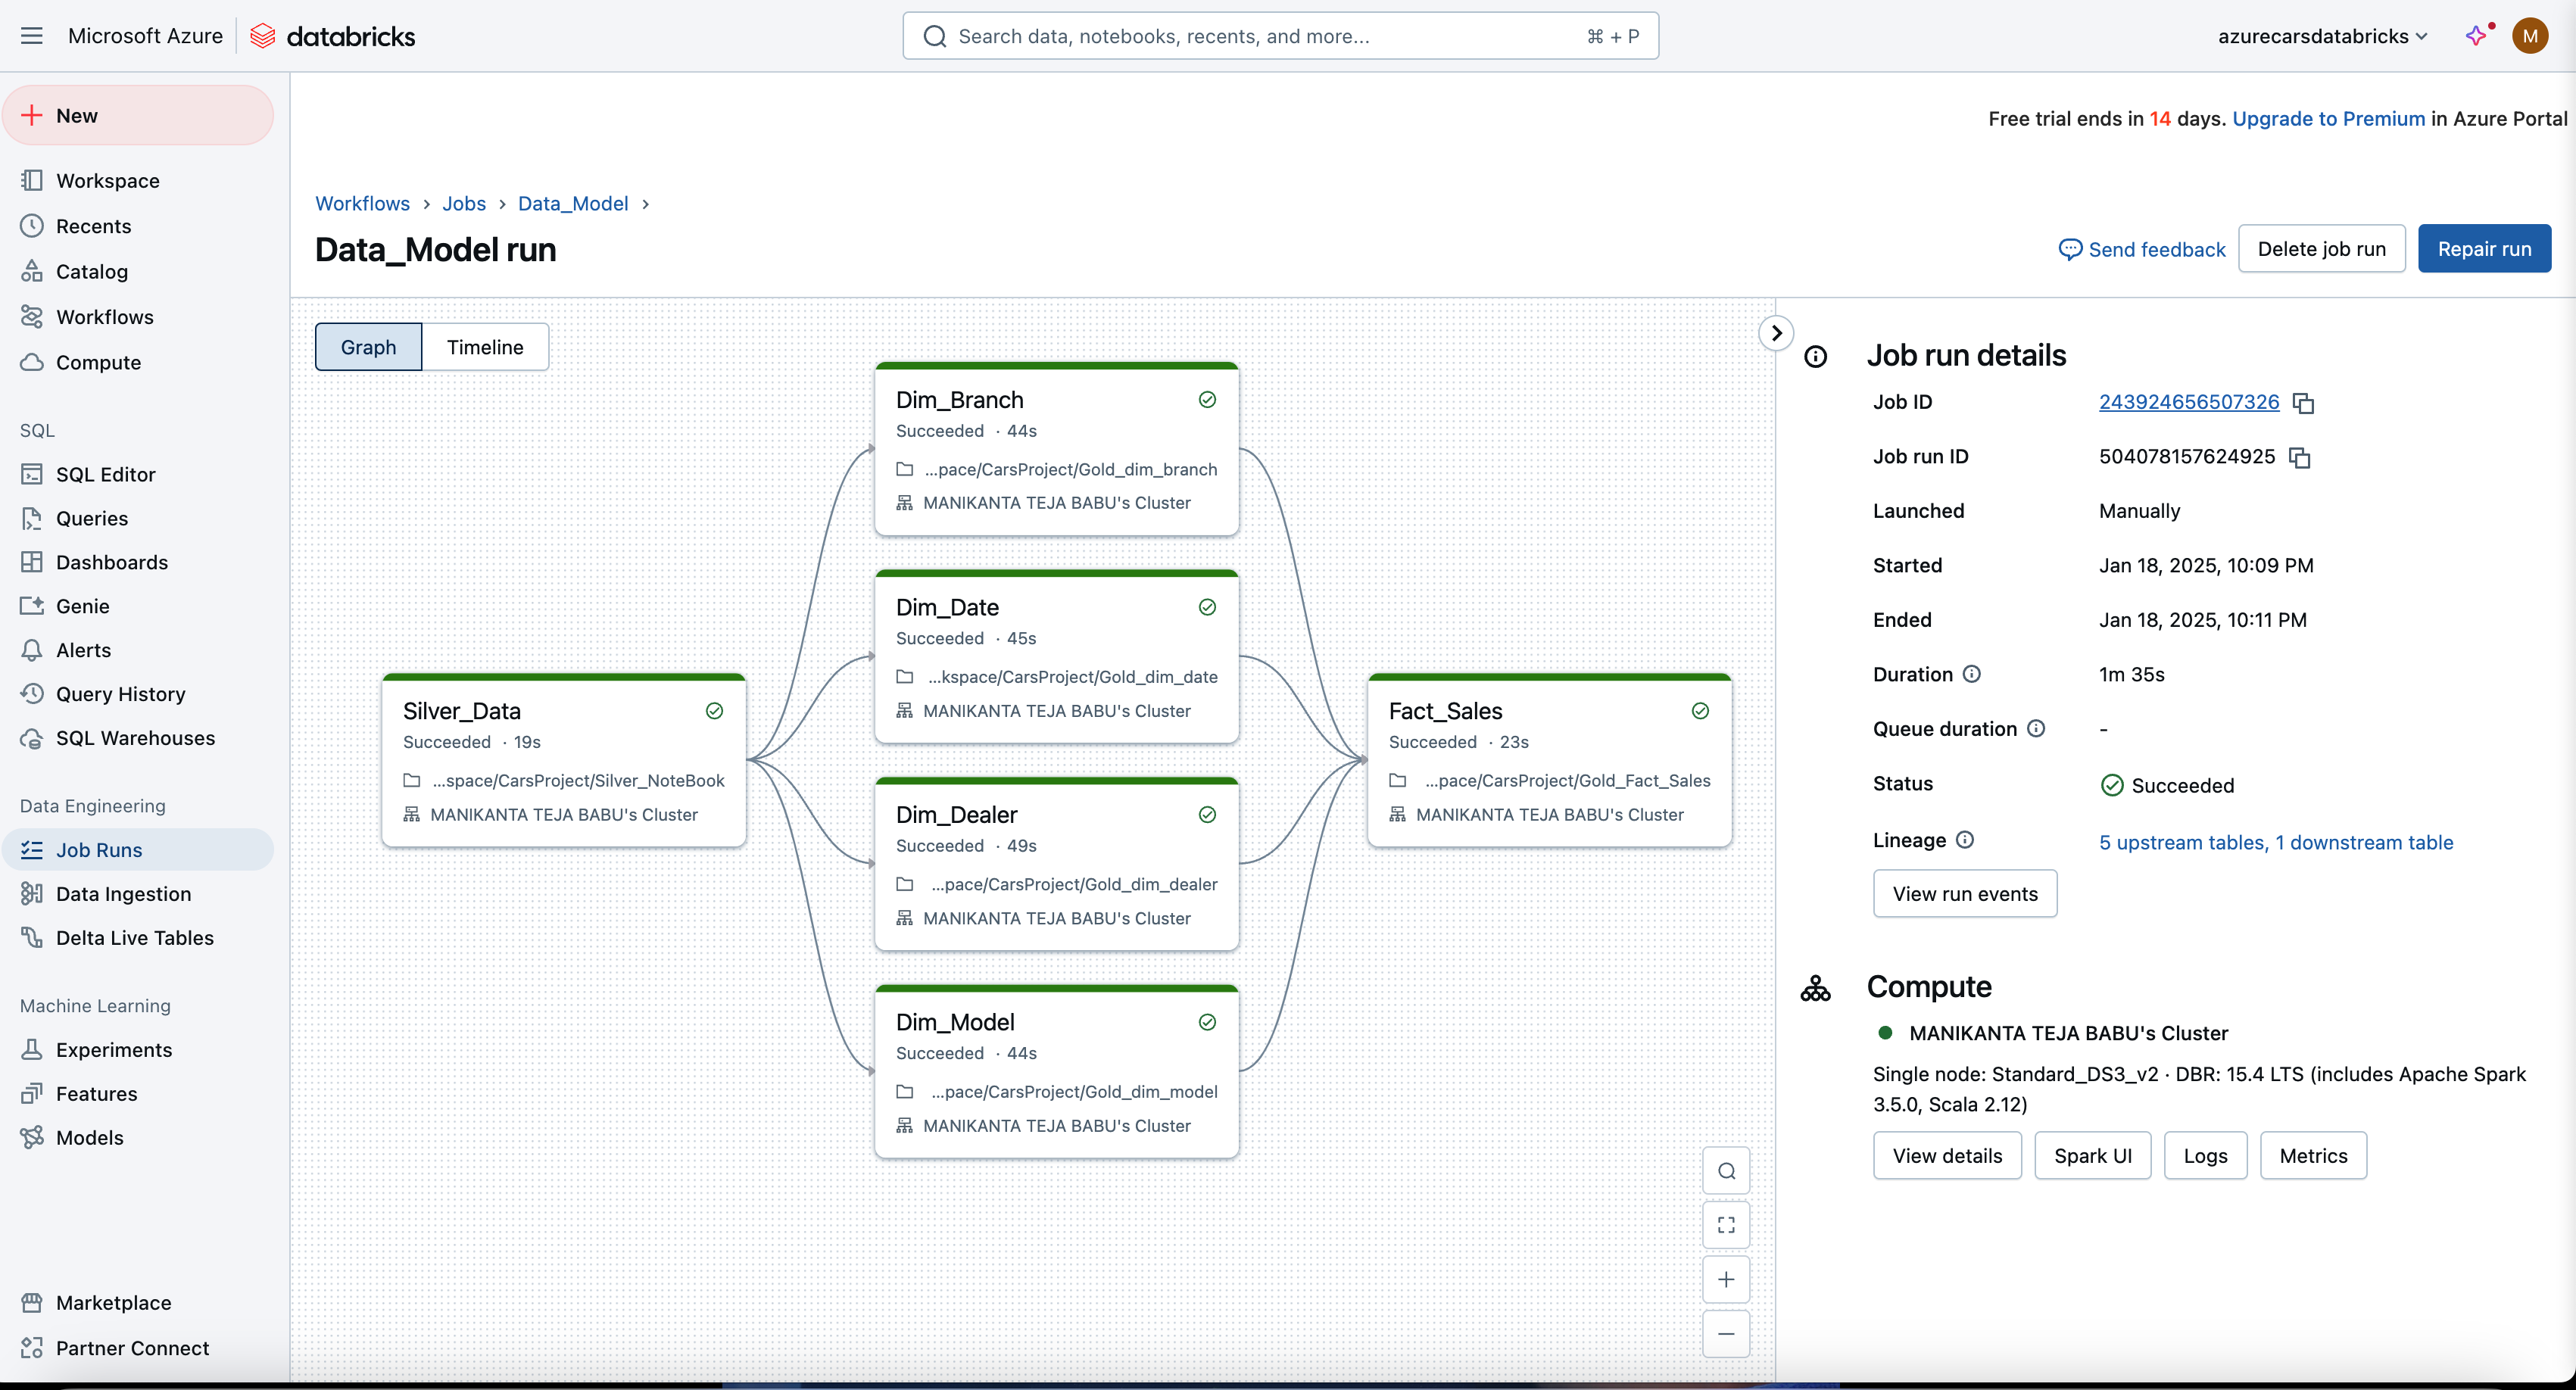 Microsoft Azure
databricks
Search data, notebooks, recents, and more...
⌘ + P
azurecarsdatabricks
M
New
Workspace
Recents
Catalog
Workflows
Compute
SQL
SQL Editor
Queries
Dashboards
Genie
Alerts
Query History
SQL Warehouses
Data Engineering
Job Runs
Data Ingestion
Delta Live Tables
Machine Learning
Experiments
Features
Models
Marketplace
Partner Connect
Free trial ends in 14 days. Upgrade to Premium in Azure Portal
Workflows > Jobs > Data_Model >
Data_Model run
Send feedback
Delete job run
Repair run
Graph
Timeline
Silver_Data
Succeeded · 19s
...space/CarsProject/Silver_NoteBook
MANIKANTA TEJA BABU's Cluster
Dim_Branch
Succeeded · 44s
...pace/CarsProject/Gold_dim_branch
MANIKANTA TEJA BABU's Cluster
Dim_Date
Succeeded · 45s
...kspace/CarsProject/Gold_dim_date
MANIKANTA TEJA BABU's Cluster
Dim_Dealer
Succeeded · 49s
...pace/CarsProject/Gold_dim_dealer
MANIKANTA TEJA BABU's Cluster
Dim_Model
Succeeded · 44s
...pace/CarsProject/Gold_dim_model
MANIKANTA TEJA BABU's Cluster
Fact_Sales
Succeeded · 23s
...pace/CarsProject/Gold_Fact_Sales
MANIKANTA TEJA BABU's Cluster
Job run details
Job ID 243924656507326
Job run ID 504078157624925
Launched Manually
Started Jan 18, 2025, 10:09 PM
Ended Jan 18, 2025, 10:11 PM
Duration 1m 35s
Queue duration -
Status Succeeded
Lineage 5 upstream tables, 1 downstream table
View run events
Compute
MANIKANTA TEJA BABU's Cluster
Single node: Standard_DS3_v2 · DBR: 15.4 LTS (includes Apache Spark
3.5.0, Scala 2.12)
View details
Spark UI
Logs
Metrics